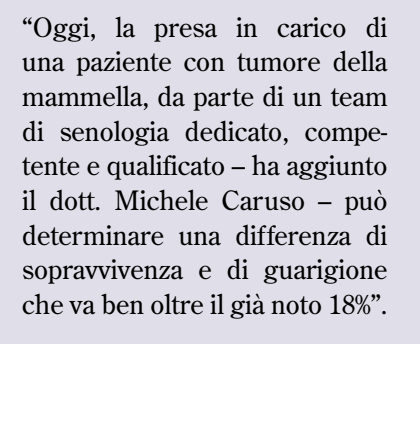 “Oggi, la presa in carico di
una paziente con tumore della
mammella, da parte di un team
di senologia dedicato, compe-
tente e qualificato – ha aggiunto
il dott. Michele Caruso – può
determinare una differenza di
sopravvivenza e di guarigione
che va ben oltre il già noto 18%”.